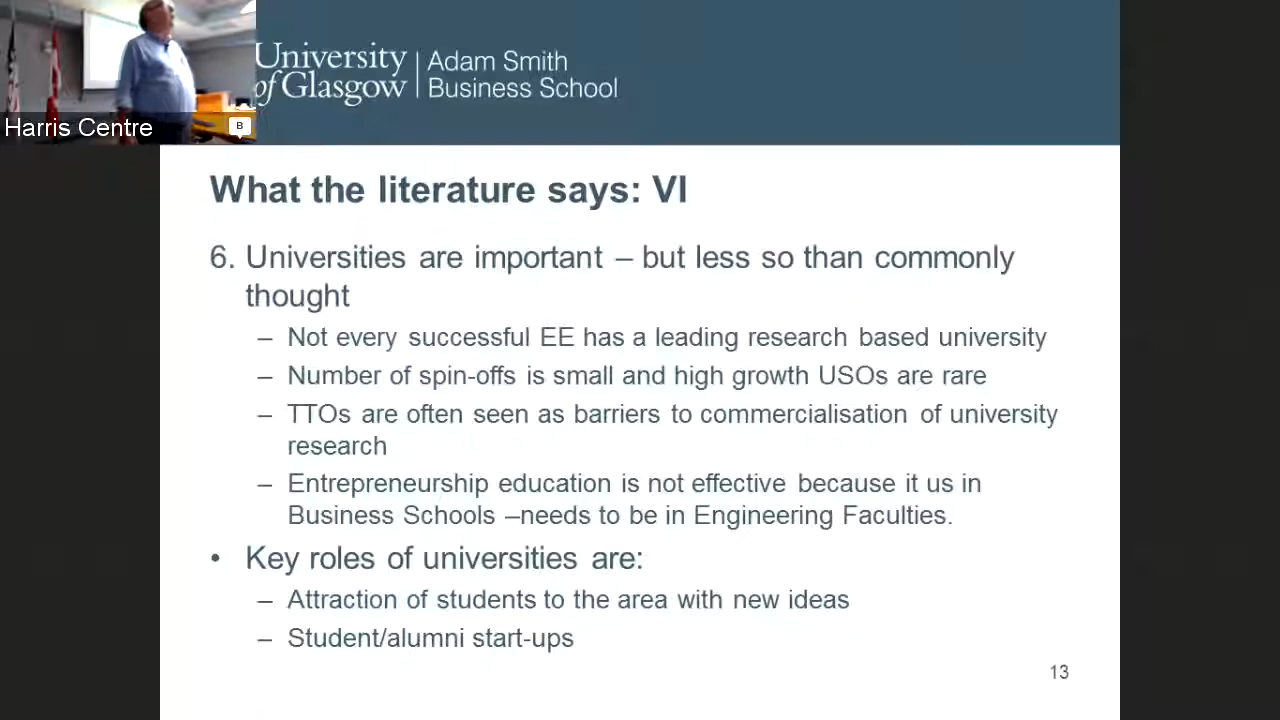 University
of Glasgow
Adam Smith
Business School
Harris Centre
B
What the literature says: VI
6. Universities are important – but less so than commonly
thought
– Not every successful EE has a leading research based university
– Number of spin-offs is small and high growth USOs are rare
– TTOs are often seen as barriers to commercialisation of university
research
– Entrepreneurship education is not effective because it us in
Business Schools –needs to be in Engineering Faculties.
• Key roles of universities are:
– Attraction of students to the area with new ideas
– Student/alumni start-ups
13